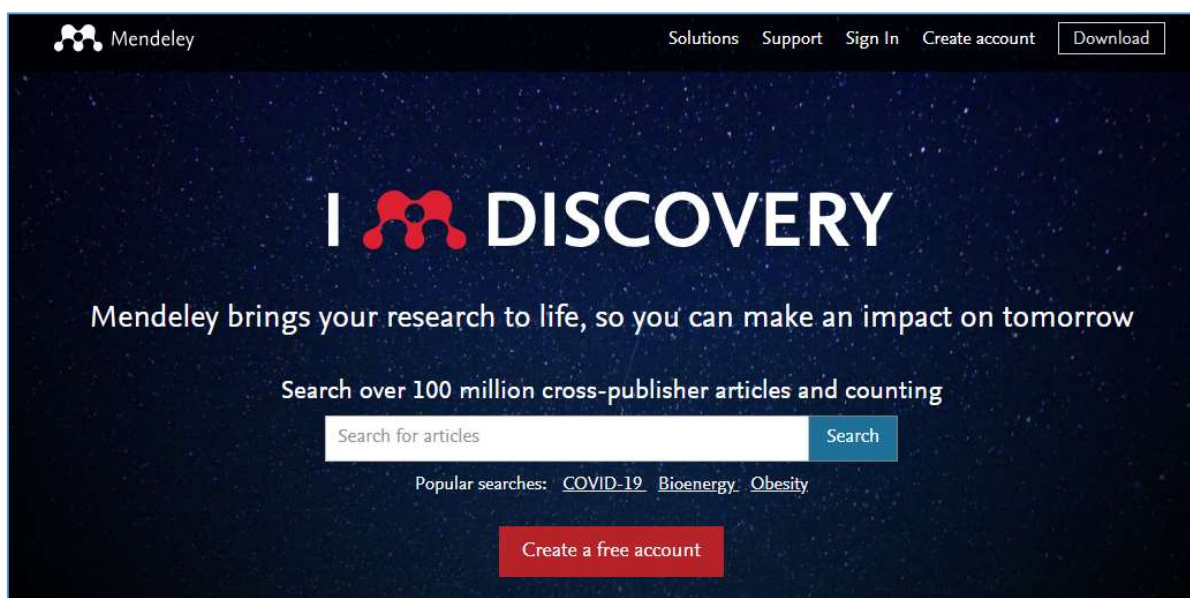 Mendeley Solutions Support Sign In Create account Download
I DISCOVERY
Mendeley brings your research to life, so you can make an impact on tomorrow
Search over 100 million cross-publisher articles and counting
Search for articles Search
Popular searches: COVID-19 Bioenergy Obesity
Create a free account